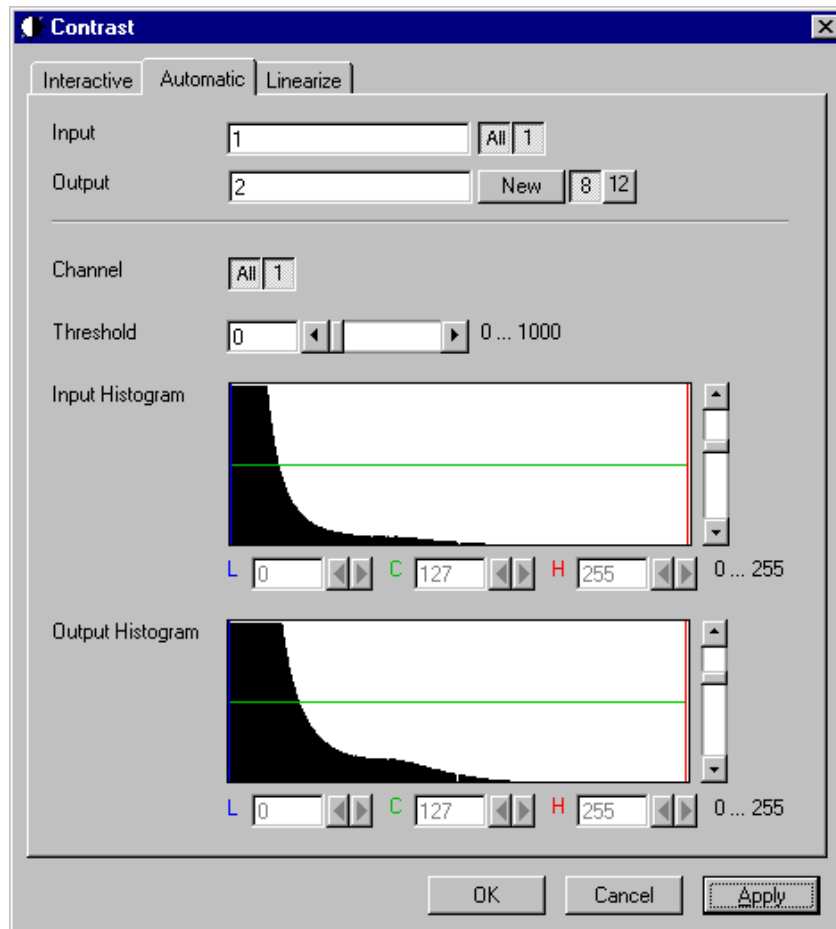 Contrast
Interactive Automatic Linearize
Input 1 All 1
Output 2 New 8 12
Channel All 1
Threshold 0 0 ... 1000
Input Histogram
L 0 C 127 H 255 0 ... 255
Output Histogram
L 0 C 127 H 255 0 ... 255
OK Cancel Apply